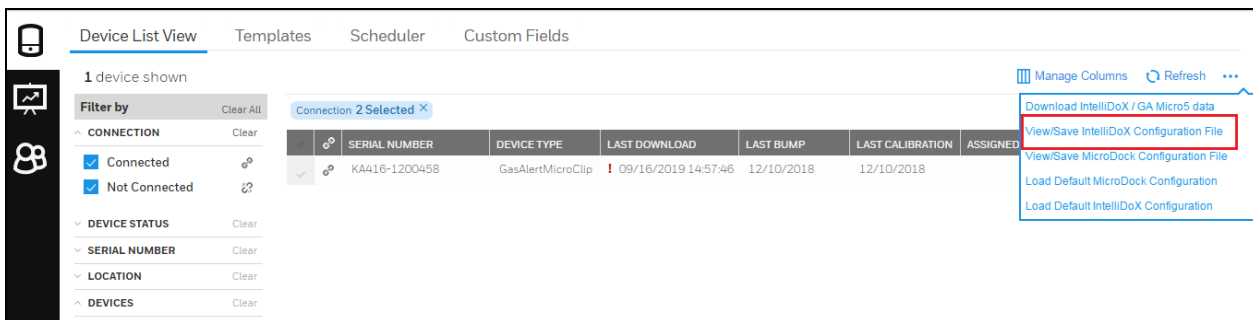 Device List View Templates Scheduler Custom Fields
1 device shown
Manage Columns Refresh ...
Filter by Clear All
Connection 2 Selected ×
Download IntelliDoX / GA Micro5 data
CONNECTION Clear
View/Save IntelliDoX Configuration File
SERIAL NUMBER DEVICE TYPE LAST DOWNLOAD LAST BUMP LAST CALIBRATION ASSIGNED
Connected
View/Save MicroDock Configuration File
KA416-1200458 GasAlertMicroClip ! 09/16/2019 14:57:46 12/10/2018 12/10/2018
Not Connected
Load Default MicroDock Configuration
Load Default IntelliDoX Configuration
DEVICE STATUS Clear
SERIAL NUMBER Clear
LOCATION Clear
DEVICES Clear